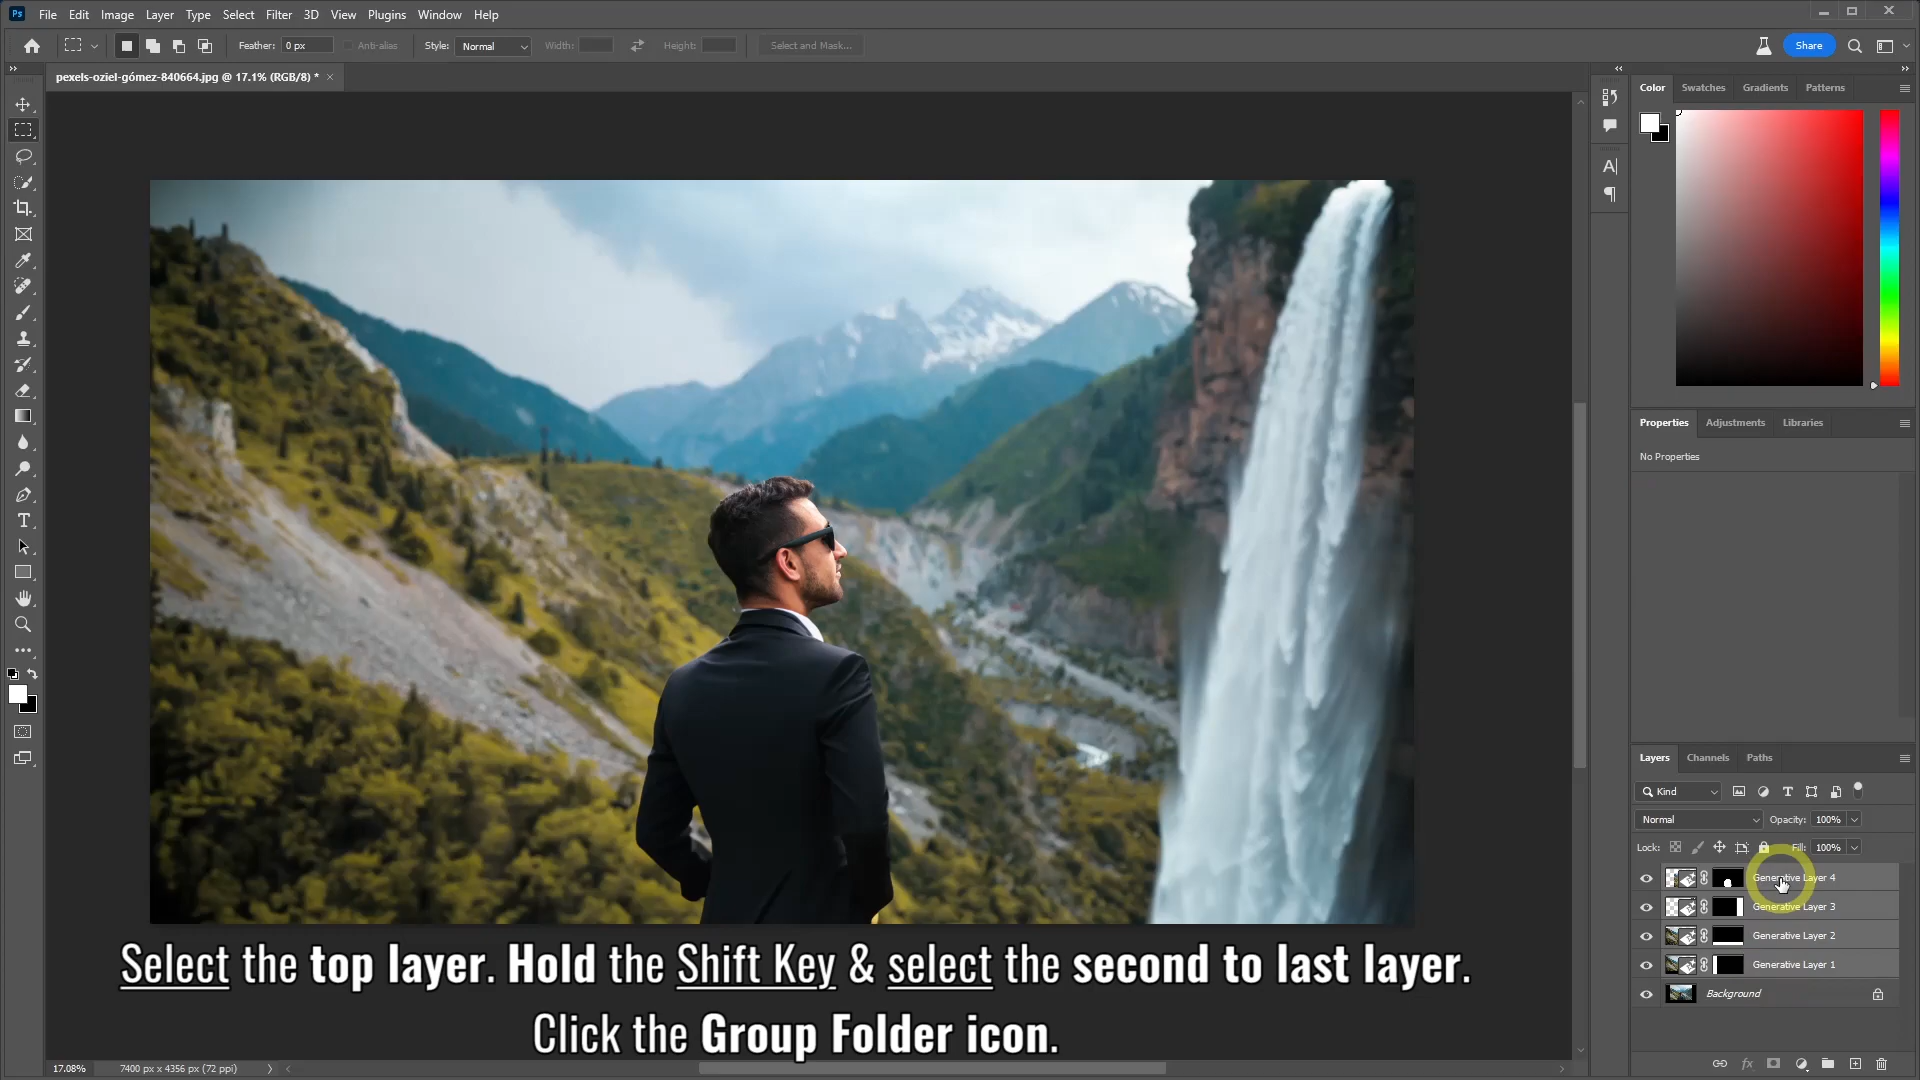 Ps File Edit Image Layer Type Select Filter 3D View Plugins Window Help
Feather: 0 px Anti-alias Style: Normal Width: Height: Select and Mask... Share
pexels-oziel-gómez-840664.jpg @ 17.1% (RGB/8) *
Color Swatches Gradients Patterns
Properties Adjustments Libraries
No Properties
Layers Channels Paths
Kind
Normal Opacity: 100%
Lock: Fill: 100%
Generative Layer 4
Generative Layer 3
Generative Layer 2
Generative Layer 1
Background
Select the top layer. Hold the Shift Key & select the second to last layer.
Click the Group Folder icon.
17.08% 7400 px x 4356 px (72 ppi)
fx